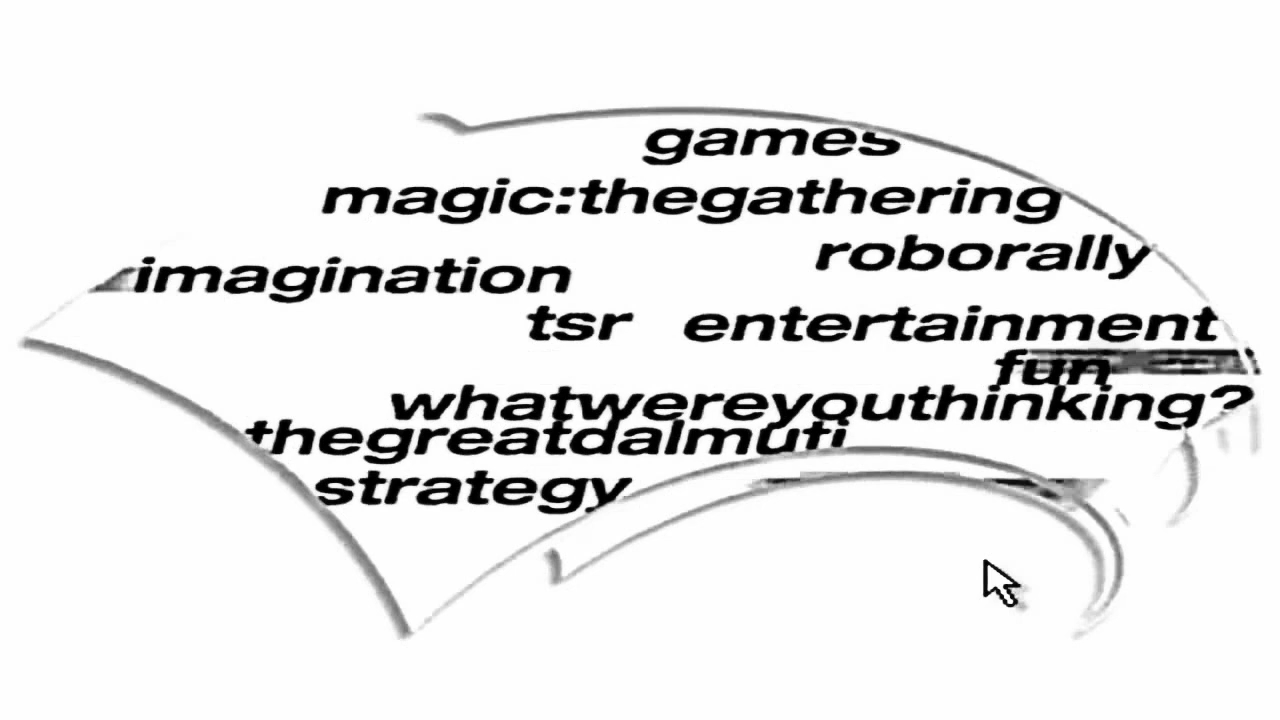 games
magic:thegathering
roborally
imagination
tsr entertainment
fun
whatwereyouthinking?
thegreatdalmuti
strategy